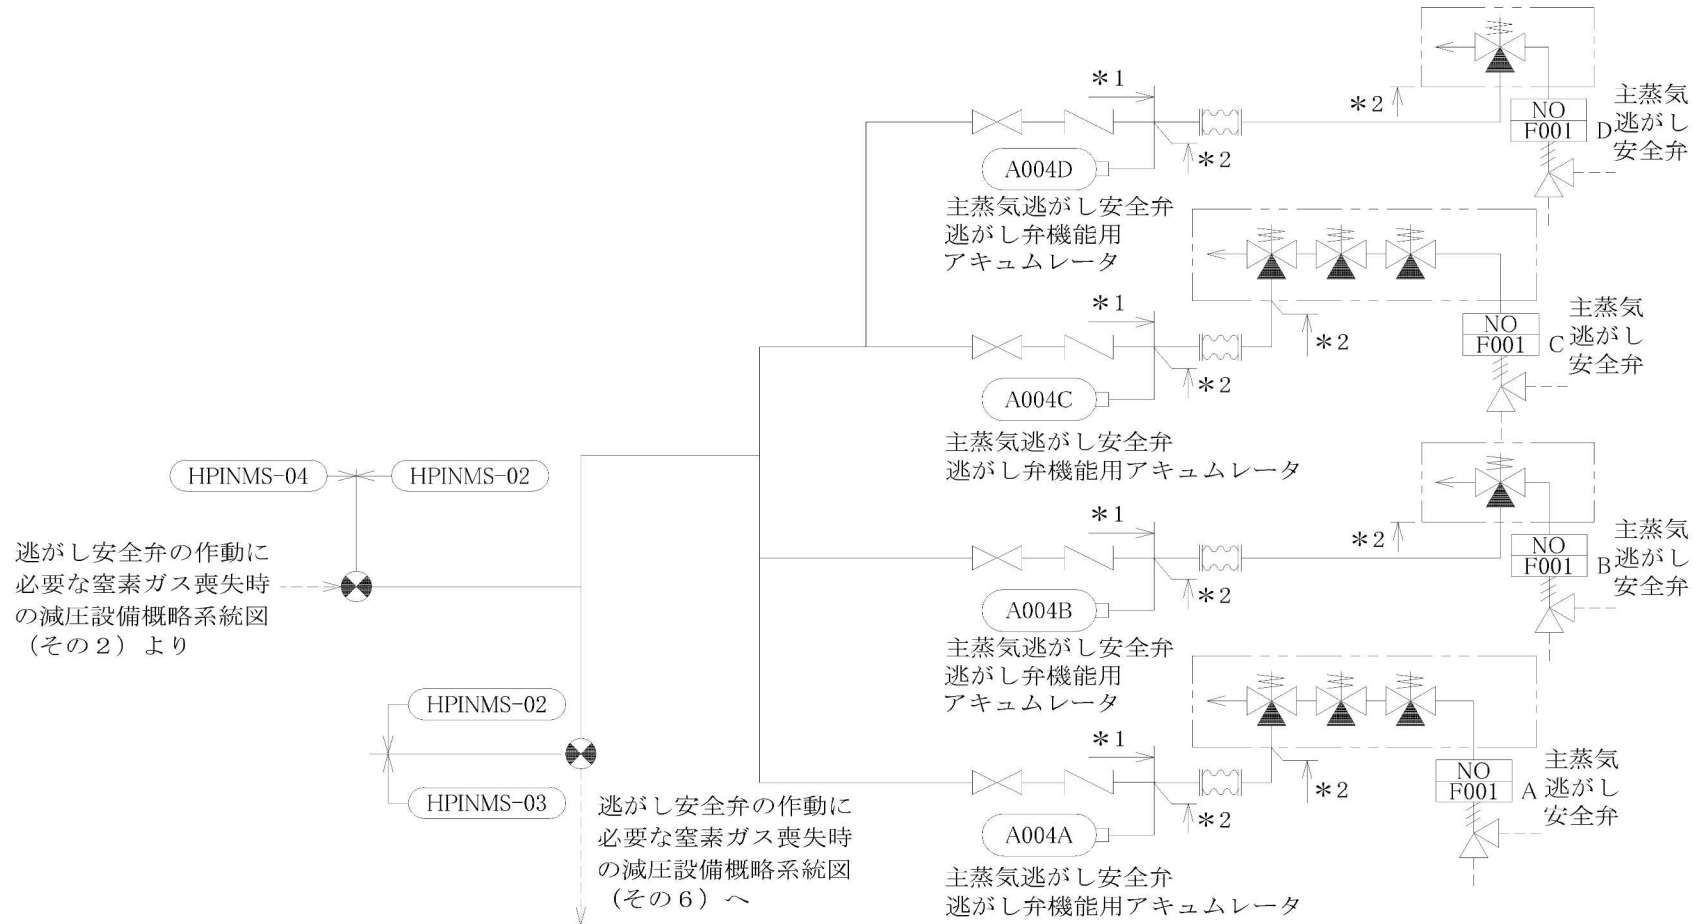 *1
*2
主蒸気
逃がし
安全弁
NO
F001
D
*2
A004D
主蒸気逃がし安全弁
逃がし弁機能用
アキュムレータ
*1
*2
主蒸気
逃がし
安全弁
NO
F001
C
*2
A004C
主蒸気逃がし安全弁
逃がし弁機能用アキュムレータ
HPINMS-04
HPINMS-02
*1
*2
主蒸気
逃がし
安全弁
NO
F001
B
*2
逃がし安全弁の作動に
必要な窒素ガス喪失時
の減圧設備概略系統図
(その2)より
A004B
主蒸気逃がし安全弁
逃がし弁機能用
アキュムレータ
HPINMS-02
HPINMS-03
*1
*2
主蒸気
逃がし
安全弁
NO
F001
A
*2
逃がし安全弁の作動に
必要な窒素ガス喪失時
の減圧設備概略系統図
(その6)へ
A004A
主蒸気逃がし安全弁
逃がし弁機能用アキュムレータ